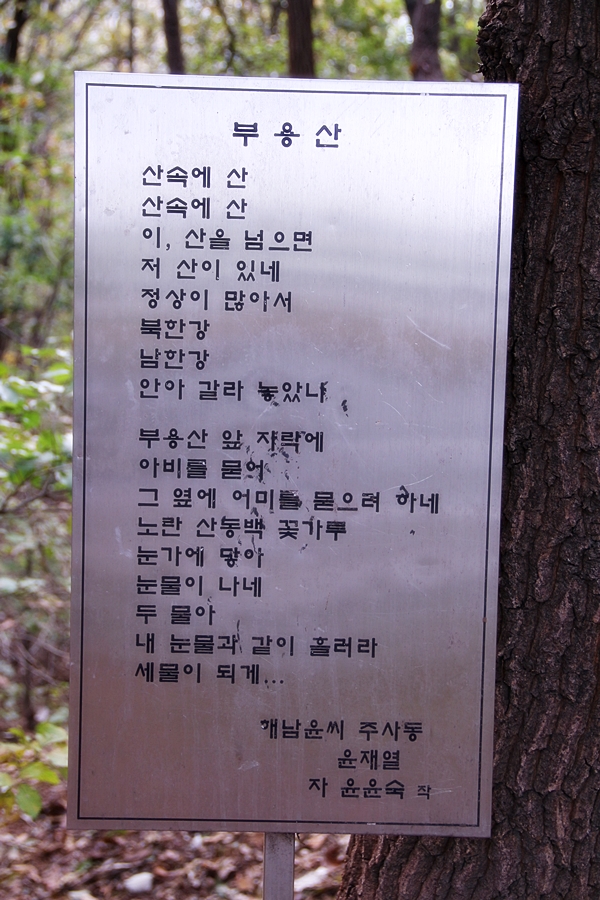 부용산
산속에 산
산속에 산
이, 산을 넘으면
저 산이 있네
정상이 많아서
북한강
남한강
안아 갈라 놓았나
부용산 앞 자락에
아비를 묻어
그 옆에 어미를 묻으려 하네
노란 산동백 꽃가루
눈가에 닿아
눈물이 나네
두 물아
내 눈물과 같이 흘러라
세물이 되게...
해남윤씨 주사동
윤재열
자 윤윤숙 작